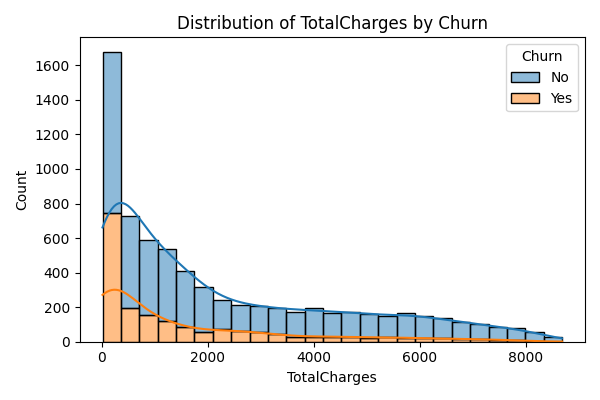 Distribution of TotalCharges by Churn
Churn
No
Yes
Count
1600
1400
1200
1000
800
600
400
200
0
0 2000 4000 6000 8000
TotalCharges